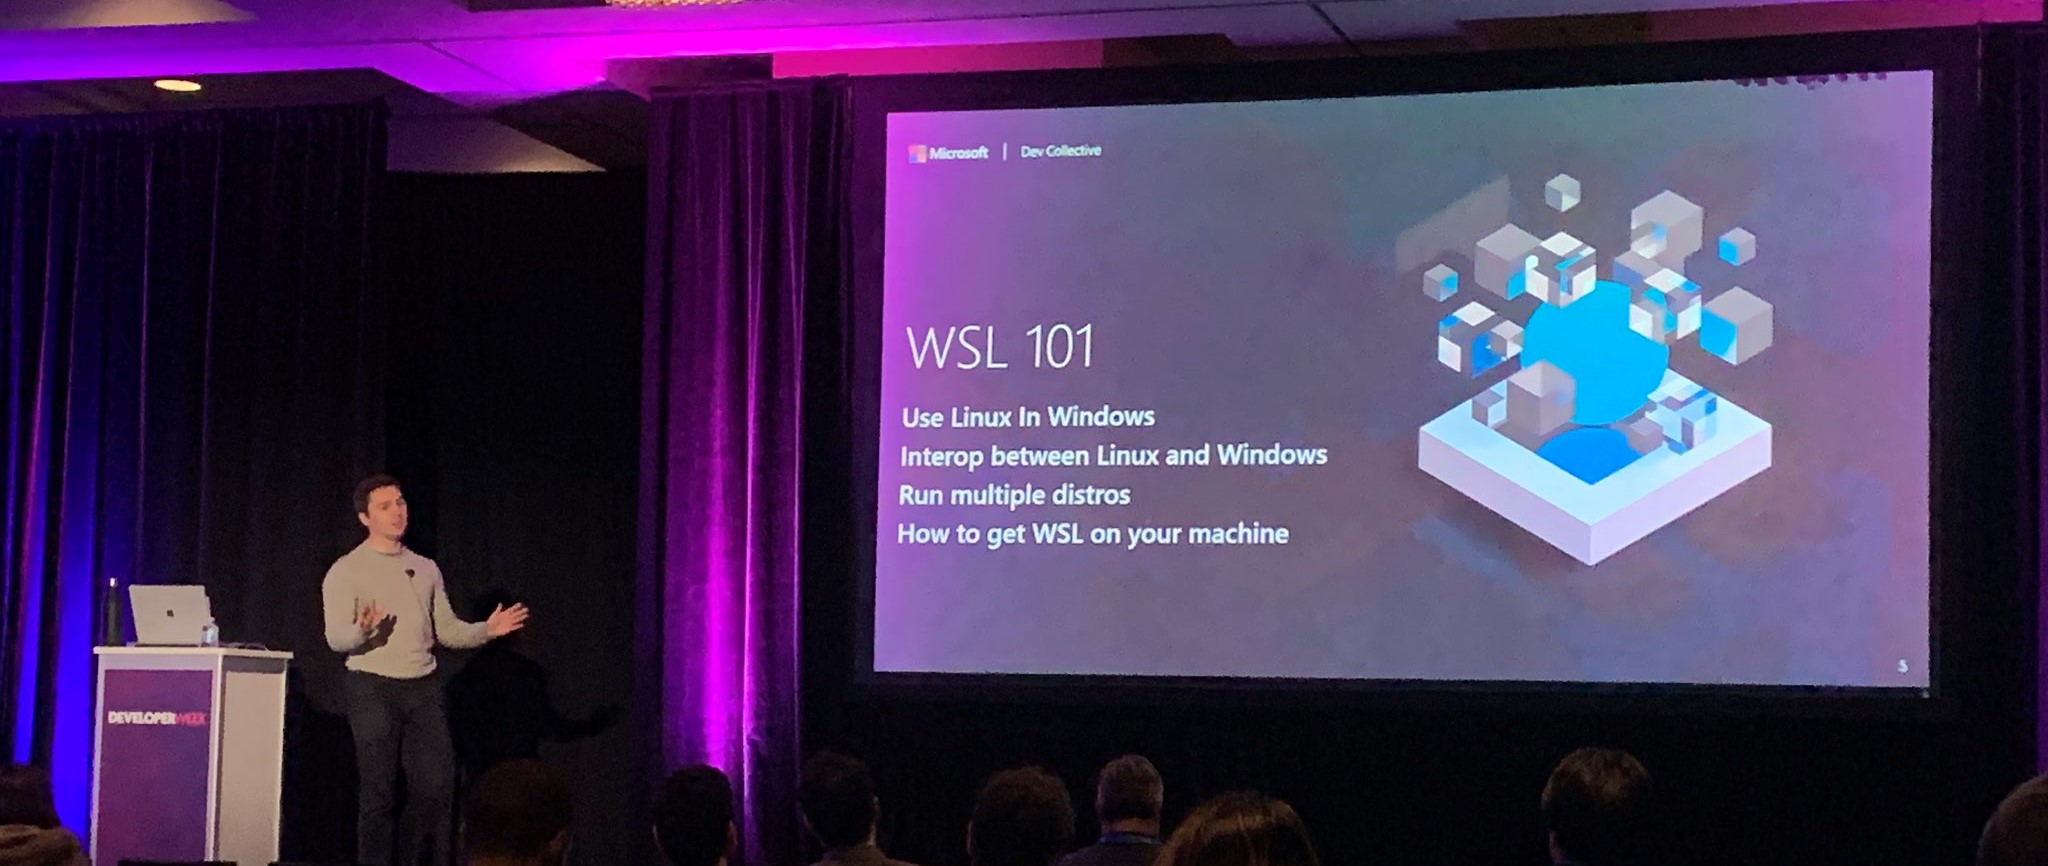 Microsoft | Dev Collective
WSL 101
Use Linux In Windows
Interop between Linux and Windows
Run multiple distros
How to get WSL on your machine
5
DEVELOPERWEEK